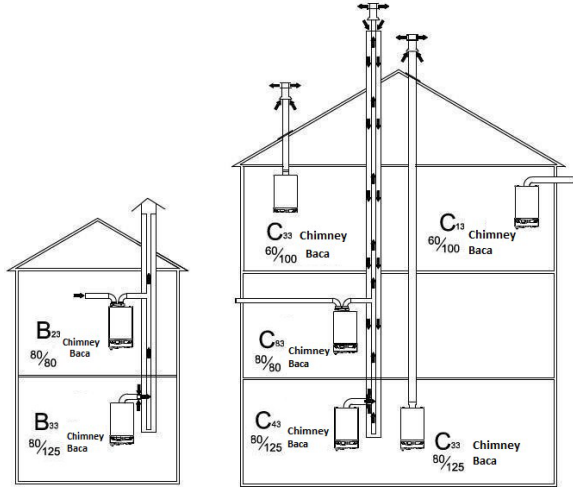 C33 Chimney
60/100 Baca
C13 Chimney
60/100 Baca
B23 Chimney
80/80 Baca
C83 Chimney
80/80 Baca
B33 Chimney
80/125 Baca
C43 Chimney
80/125 Baca
C33 Chimney
80/125 Baca